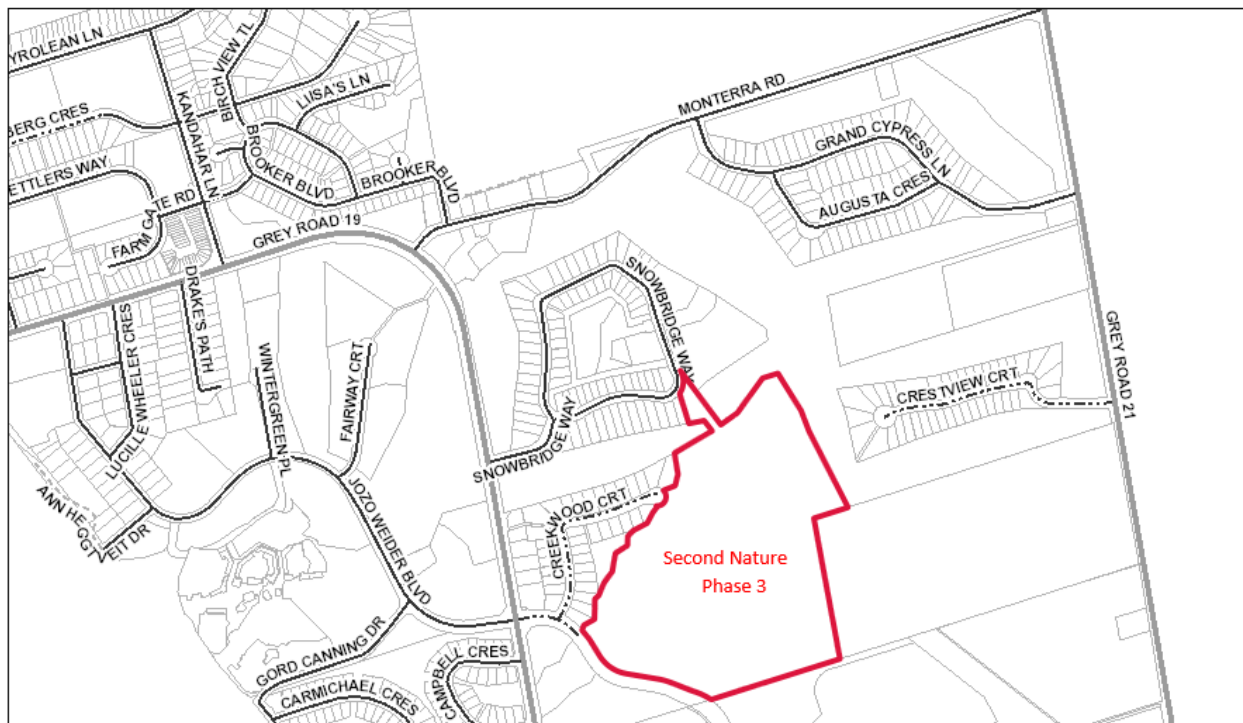 YROLEAN LN
BERG CRES
KANDAHAR LN
BIRCH VIEW TL
LIISA'S LN
MONTERRA RD
ETTLERS WAY
BROOKER BLVD
BROOKER BLVD
GRAND CYPRESS LN
AUGUSTA CRES
FARM GATE RD
GREY ROAD 19
DRAKE'S PATH
SNOWBRIDGE WAY
LUCILLE WHEELER CRES
WINTERGREEN PL
FAIRWAY CRT
GREY ROAD 21
CRESTVIEW CRT
SNOWBRIDGE WAY
ANN HEGGTVEIT DR
JOZO WEIDER BLVD
CREEKWOOD CRT
Second Nature
Phase 3
GORD CANNING DR
CAMPBELL CRES
CARMICHAEL CRES